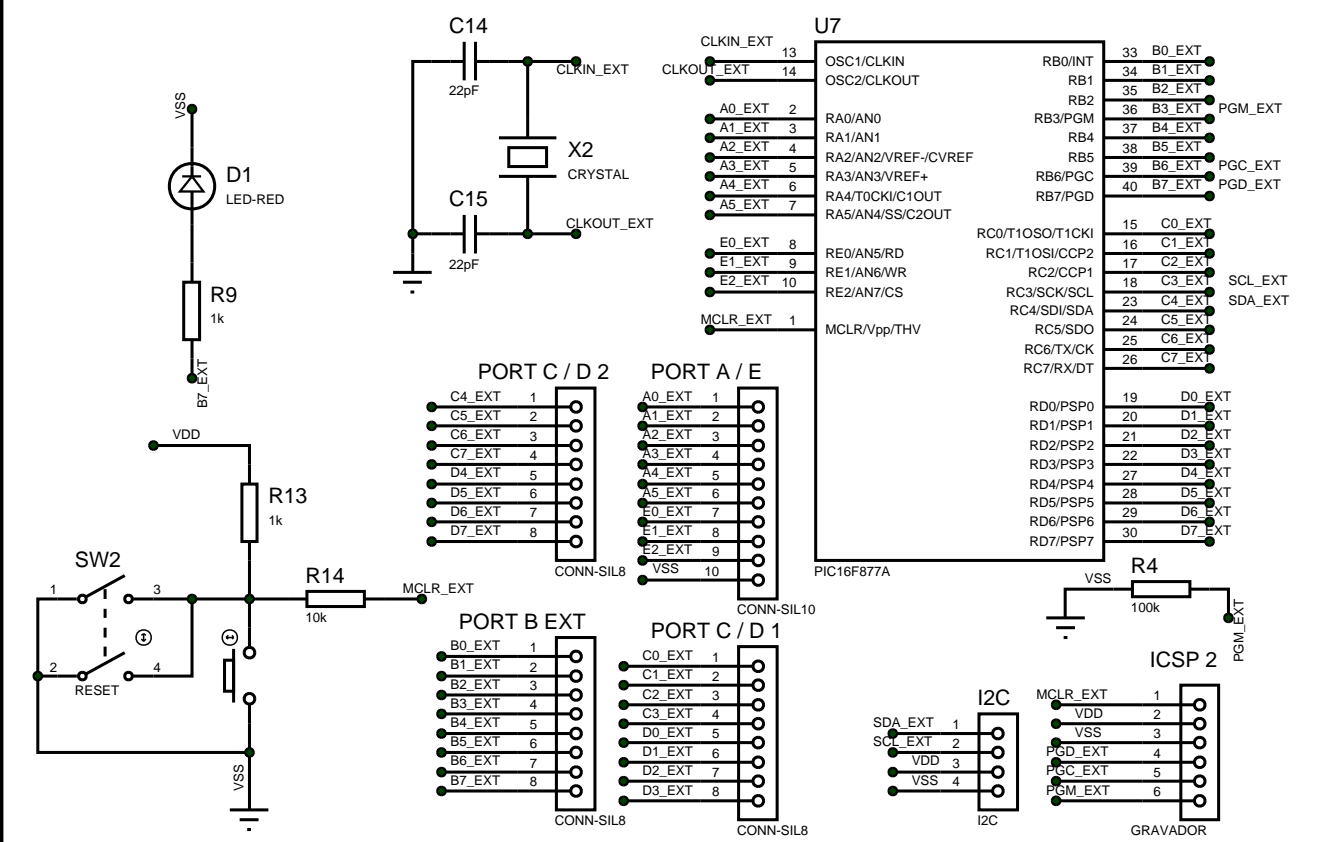 C14
22pF
CLKIN_EXT
X2
CRYSTAL
C15
22pF
CLKOUT_EXT
VSS
D1
LED-RED
R9
1k
B7_EXT
VDD
R13
1k
SW2
1 3
2 4
RESET
R14
10k
MCLR_EXT
VSS
U7
CLKIN_EXT 13 OSC1/CLKIN
CLKOUT_EXT 14 OSC2/CLKOUT
A0_EXT 2 RA0/AN0
A1_EXT 3 RA1/AN1
A2_EXT 4 RA2/AN2/VREF-/CVREF
A3_EXT 5 RA3/AN3/VREF+
A4_EXT 6 RA4/T0CKI/C1OUT
A5_EXT 7 RA5/AN4/SS/C2OUT
E0_EXT 8 RE0/AN5/RD
E1_EXT 9 RE1/AN6/WR
E2_EXT 10 RE2/AN7/CS
MCLR_EXT 1 MCLR/Vpp/THV
RB0/INT 33 B0_EXT
RB1 34 B1_EXT
RB2 35 B2_EXT
RB3/PGM 36 B3_EXT PGM_EXT
RB4 37 B4_EXT
RB5 38 B5_EXT
RB6/PGC 39 B6_EXT PGC_EXT
RB7/PGD 40 B7_EXT PGD_EXT
RC0/T1OSO/T1CKI 15 C0_EXT
RC1/T1OSI/CCP2 16 C1_EXT
RC2/CCP1 17 C2_EXT
RC3/SCK/SCL 18 C3_EXT SCL_EXT
RC4/SDI/SDA 23 C4_EXT SDA_EXT
RC5/SDO 24 C5_EXT
RC6/TX/CK 25 C6_EXT
RC7/RX/DT 26 C7_EXT
RD0/PSP0 19 D0_EXT
RD1/PSP1 20 D1_EXT
RD2/PSP2 21 D2_EXT
RD3/PSP3 22 D3_EXT
RD4/PSP4 27 D4_EXT
RD5/PSP5 28 D5_EXT
RD6/PSP6 29 D6_EXT
RD7/PSP7 30 D7_EXT
PIC16F877A
PORT C / D 2
C4_EXT 1
C5_EXT 2
C6_EXT 3
C7_EXT 4
D4_EXT 5
D5_EXT 6
D6_EXT 7
D7_EXT 8
CONN-SIL8
PORT A / E
A0_EXT 1
A1_EXT 2
A2_EXT 3
A3_EXT 4
A4_EXT 5
A5_EXT 6
E0_EXT 7
E1_EXT 8
E2_EXT 9
VSS 10
CONN-SIL10
PORT B EXT
B0_EXT 1
B1_EXT 2
B2_EXT 3
B3_EXT 4
B4_EXT 5
B5_EXT 6
B6_EXT 7
B7_EXT 8
CONN-SIL8
PORT C / D 1
C0_EXT 1
C1_EXT 2
C2_EXT 3
C3_EXT 4
D0_EXT 5
D1_EXT 6
D2_EXT 7
D3_EXT 8
CONN-SIL8
R4
VSS
100k
PGM_EXT
I2C
SDA_EXT 1
SCL_EXT 2
VDD 3
VSS 4
I2C
ICSP 2
MCLR_EXT 1
VDD 2
VSS 3
PGD_EXT 4
PGC_EXT 5
PGM_EXT 6
GRAVADOR